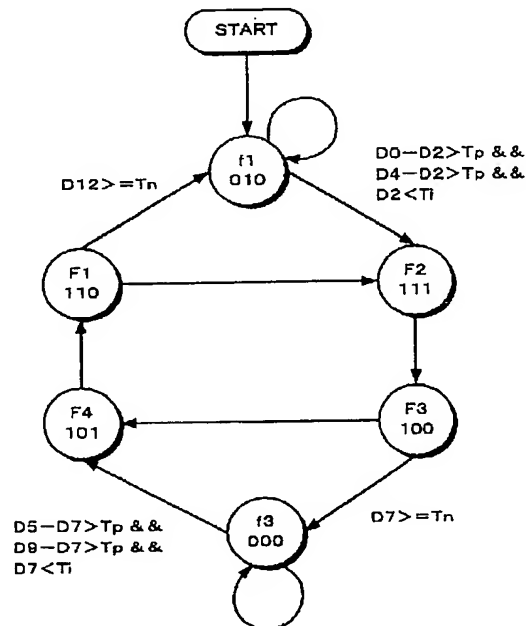 START
f1
010
D0-D2>Tp &&
D4-D2>Tp &&
D2<Ti
D12>=Tn
F1
110
F2
111
F4
101
F3
100
D7>=Tn
f3
000
D5-D7>Tp &&
D9-D7>Tp &&
D7<Ti